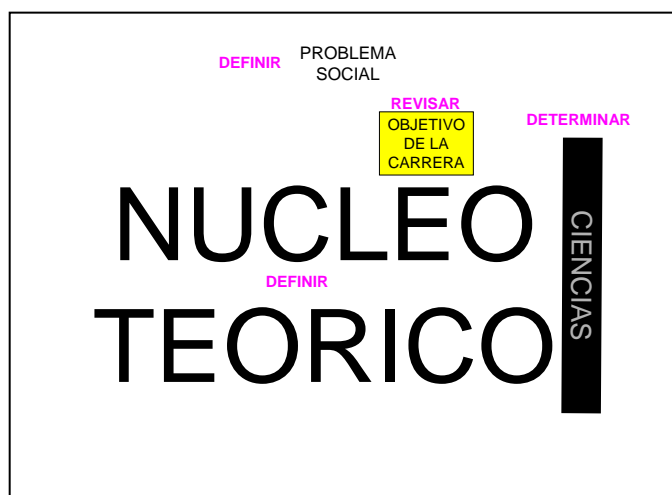 DEFINIR
PROBLEMA
SOCIAL
REVISAR
OBJETIVO
DE LA
CARRERA
DETERMINAR
NUCLEO
DEFINIR
TEORICO
CIENCIAS